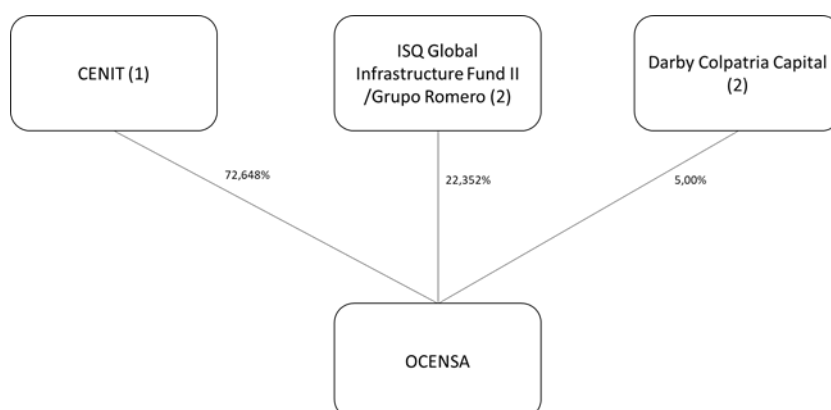 CENIT (1)
ISQ Global
Infrastructure Fund II
/Grupo Romero (2)
Darby Colpatria Capital
(2)
72,648%
22,352%
5,00%
OCENSA